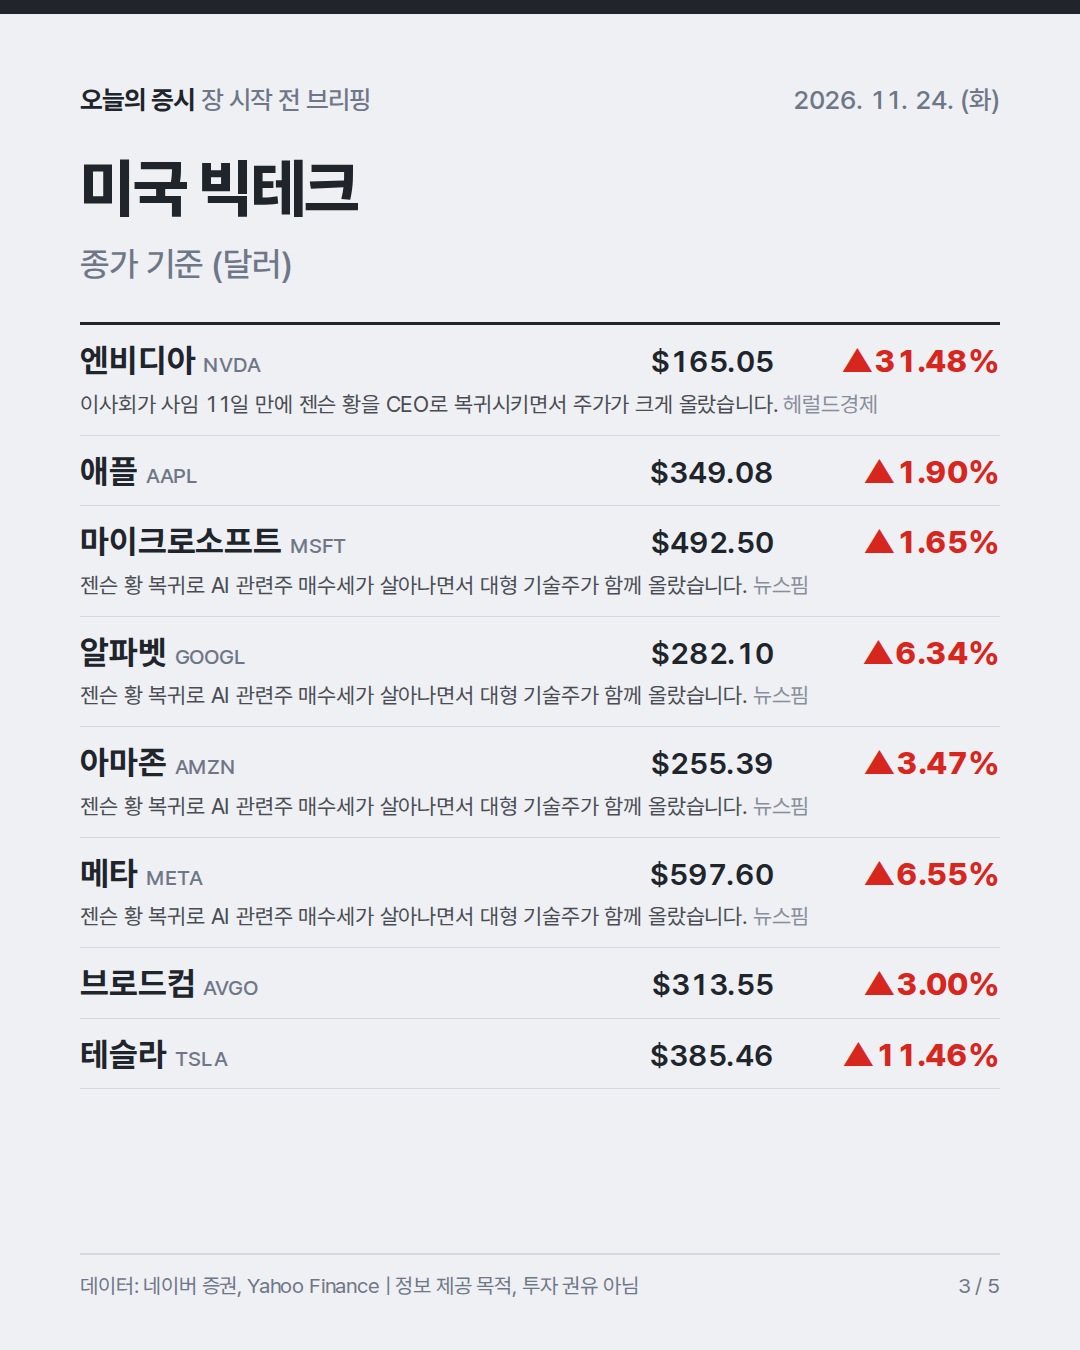 오늘의 증시 장 시작 전 브리핑 2026. 11. 24. (화)
미국 빅테크
종가 기준 (달러)
엔비디아 NVDA $165.05 ▲31.48%
이사회가 사임 11일 만에 젠슨 황을 CEO로 복귀시키면서 주가가 크게 올랐습니다. 헤럴드경제
애플 AAPL $349.08 ▲1.90%
마이크로소프트 MSFT $492.50 ▲1.65%
젠슨 황 복귀로 AI 관련주 매수세가 살아나면서 대형 기술주가 함께 올랐습니다. 뉴스핌
알파벳 GOOGL $282.10 ▲6.34%
젠슨 황 복귀로 AI 관련주 매수세가 살아나면서 대형 기술주가 함께 올랐습니다. 뉴스핌
아마존 AMZN $255.39 ▲3.47%
젠슨 황 복귀로 AI 관련주 매수세가 살아나면서 대형 기술주가 함께 올랐습니다. 뉴스핌
메타 META $597.60 ▲6.55%
젠슨 황 복귀로 AI 관련주 매수세가 살아나면서 대형 기술주가 함께 올랐습니다. 뉴스핌
브로드컴 AVGO $313.55 ▲3.00%
테슬라 TSLA $385.46 ▲11.46%
데이터: 네이버 증권, Yahoo Finance | 정보 제공 목적, 투자 권유 아님 3 / 5